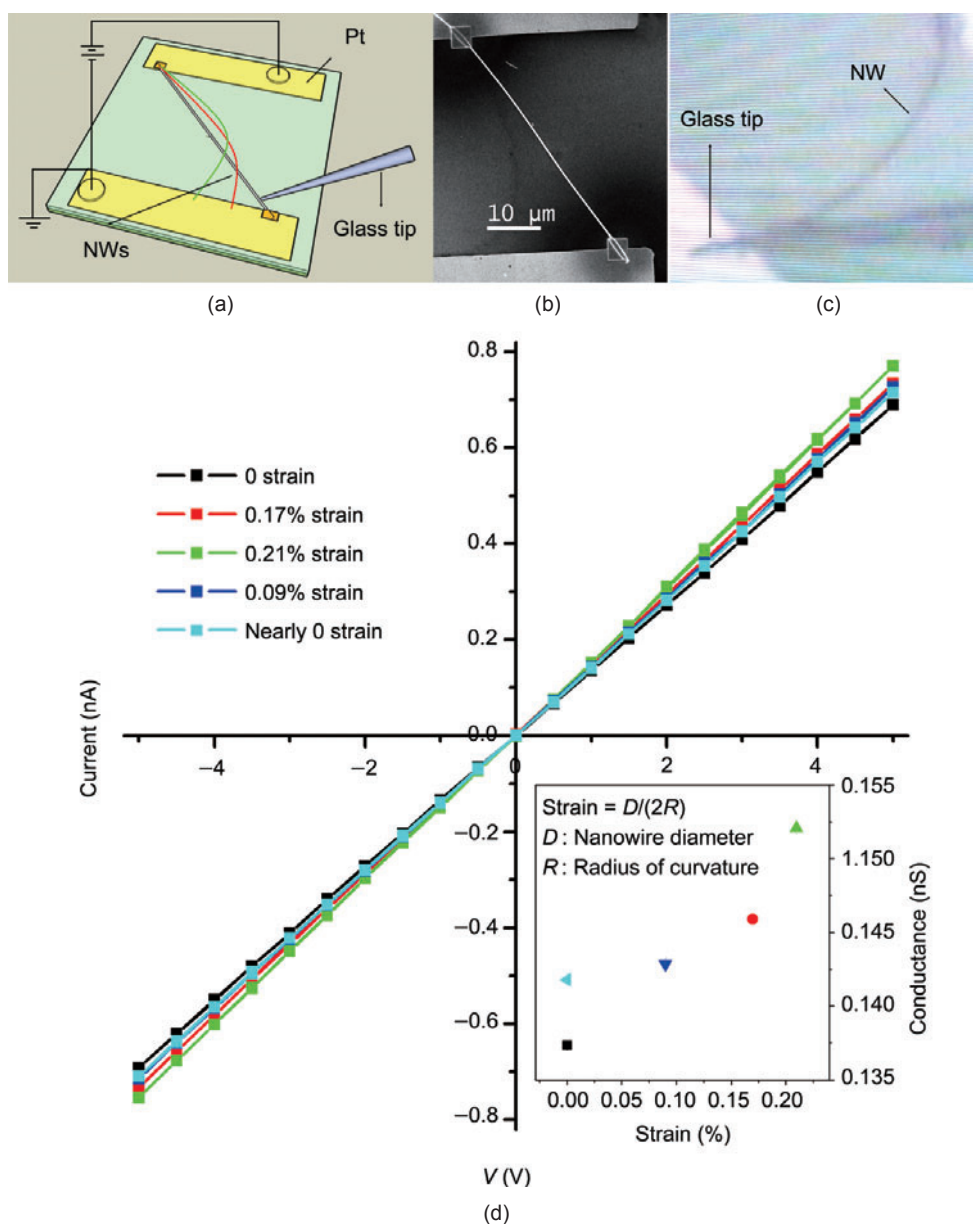 Pt
Glass tip
NWs
(a)
10 μm
(b)
NW
Glass tip
(c)
0.8
0.6
0.4
0.2
0.0
−0.2
−0.4
−0.6
−0.8
−4
−2
0
2
4
Current (nA)
V (V)
0 strain
0.17% strain
0.21% strain
0.09% strain
Nearly 0 strain
Strain = D/(2R)
D : Nanowire diameter
R : Radius of curvature
0.155
1.150
0.145
0.140
0.135
Conductance (nS)
0.00 0.05 0.10 0.15 0.20
Strain (%)
(d)